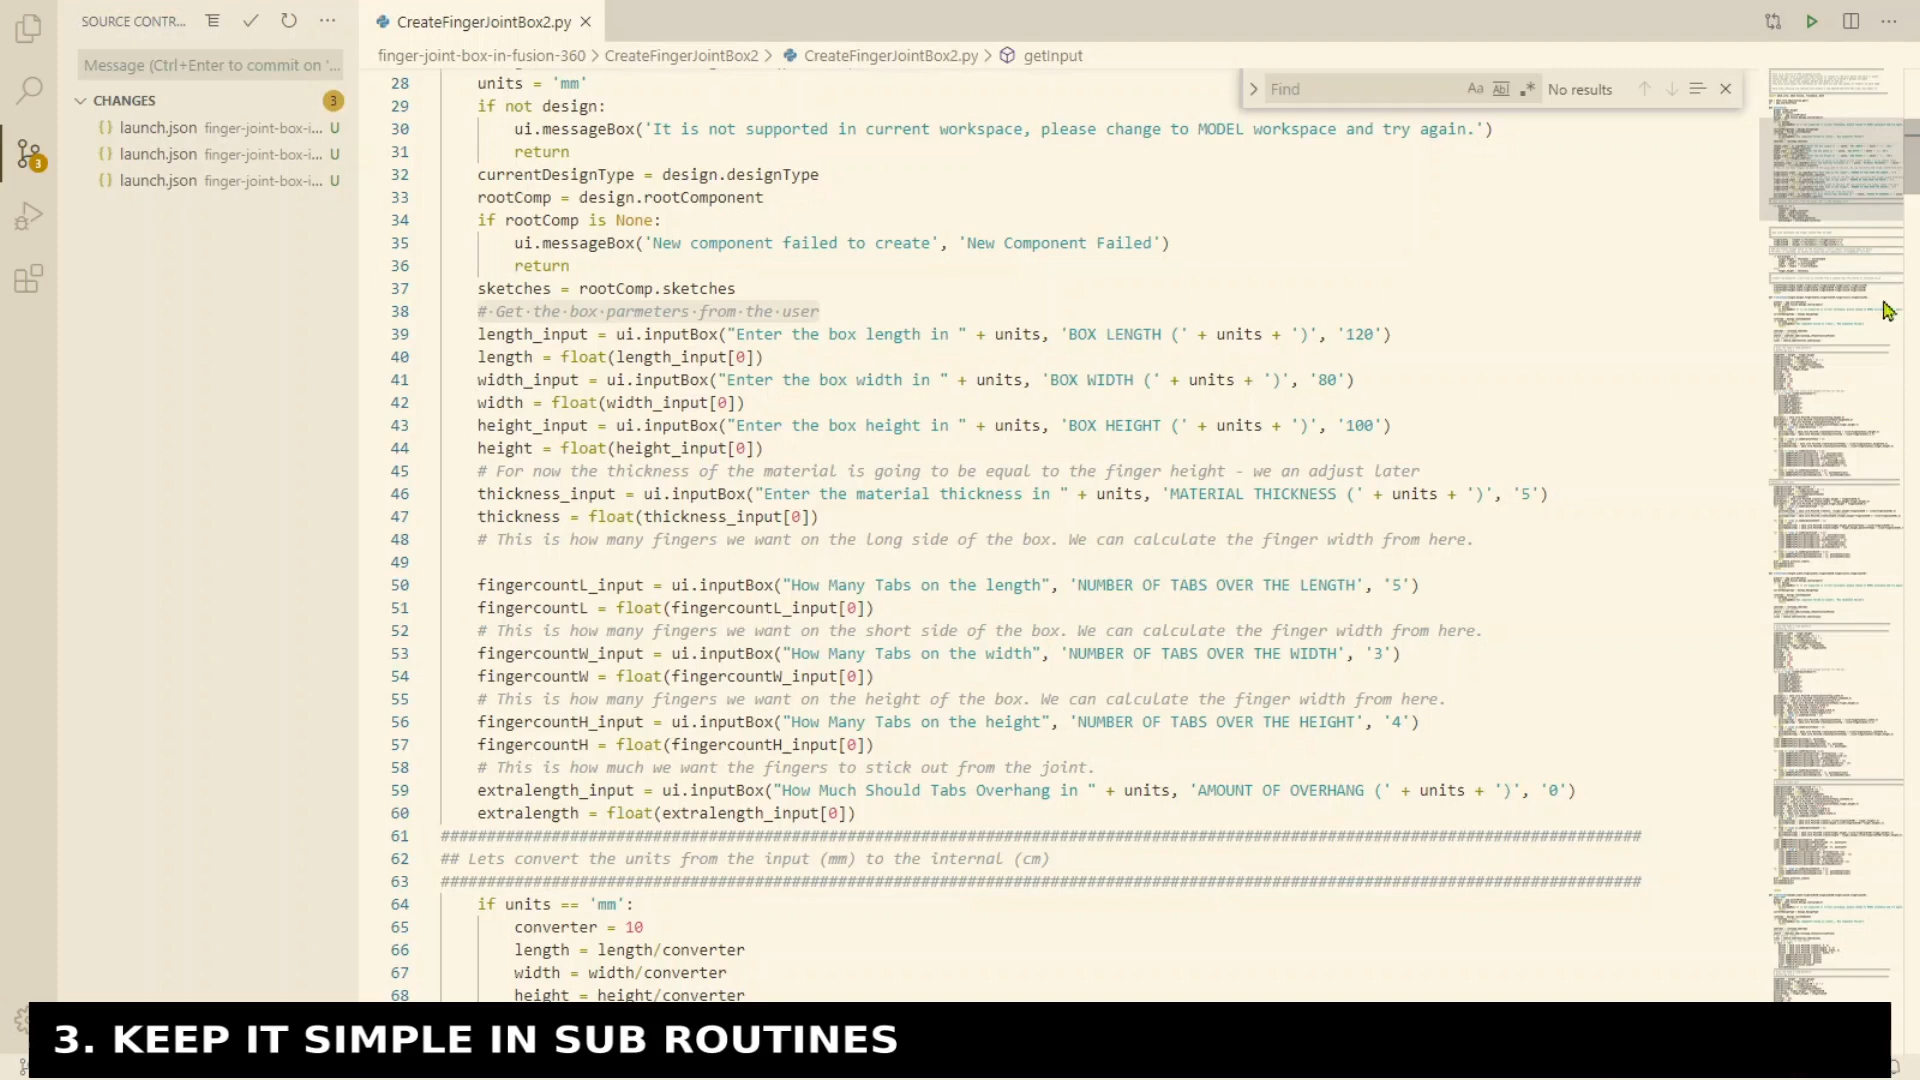 SOURCE CONTR...
Message (Ctrl+Enter to commit on '...
CHANGES
3
launch.json finger-joint-box-i... U
launch.json finger-joint-box-i... U
launch.json finger-joint-box-i... U
3
CreateFingerJointBox2.py
finger-joint-box-in-fusion-360 > CreateFingerJointBox2 > CreateFingerJointBox2.py > getInput
Find
Aa Abl .* No results
28 units = 'mm'
29 if not design:
30 ui.messageBox('It is not supported in current workspace, please change to MODEL workspace and try again.')
31 return
32 currentDesignType = design.designType
33 rootComp = design.rootComponent
34 if rootComp is None:
35 ui.messageBox('New component failed to create', 'New Component Failed')
36 return
37 sketches = rootComp.sketches
38 #·Get·the·box·parmeters·from·the·user
39 length_input = ui.inputBox("Enter the box length in " + units, 'BOX LENGTH (' + units + ')', '120')
40 length = float(length_input[0])
41 width_input = ui.inputBox("Enter the box width in " + units, 'BOX WIDTH (' + units + ')', '80')
42 width = float(width_input[0])
43 height_input = ui.inputBox("Enter the box height in " + units, 'BOX HEIGHT (' + units + ')', '100')
44 height = float(height_input[0])
45 # For now the thickness of the material is going to be equal to the finger height - we an adjust later
46 thickness_input = ui.inputBox("Enter the material thickness in " + units, 'MATERIAL THICKNESS (' + units + ')', '5')
47 thickness = float(thickness_input[0])
48 # This is how many fingers we want on the long side of the box. We can calculate the finger width from here.
49
50 fingercountL_input = ui.inputBox("How Many Tabs on the length", 'NUMBER OF TABS OVER THE LENGTH', '5')
51 fingercountL = float(fingercountL_input[0])
52 # This is how many fingers we want on the short side of the box. We can calculate the finger width from here.
53 fingercountW_input = ui.inputBox("How Many Tabs on the width", 'NUMBER OF TABS OVER THE WIDTH', '3')
54 fingercountW = float(fingercountW_input[0])
55 # This is how many fingers we want on the height of the box. We can calculate the finger width from here.
56 fingercountH_input = ui.inputBox("How Many Tabs on the height", 'NUMBER OF TABS OVER THE HEIGHT', '4')
57 fingercountH = float(fingercountH_input[0])
58 # This is how much we want the fingers to stick out from the joint.
59 extralength_input = ui.inputBox("How Much Should Tabs Overhang in " + units, 'AMOUNT OF OVERHANG (' + units + ')', '0')
60 extralength = float(extralength_input[0])
61 ##################################################################################################################################
62 ## Lets convert the units from the input (mm) to the internal (cm)
63 ##################################################################################################################################
64 if units == 'mm':
65 converter = 10
66 length = length/converter
67 width = width/converter
68 height = height/converter
3. KEEP IT SIMPLE IN SUB ROUTINES